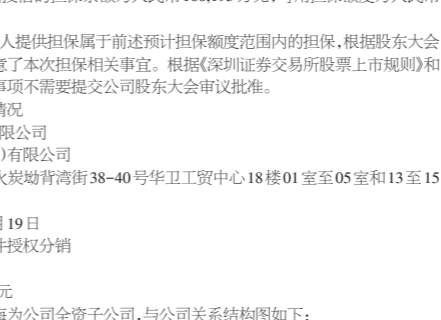 人提供担保属于前述预计担保额度范围内的担保,根据股东大会
意了本次担保相关事宜。根据《深圳证券交易所股票上市规则》和
事项不需要提交公司股东大会审议批准。
情况
限公司
)有限公司
火炭坳背湾街38-40号华卫工贸中心18楼01室至05室和13至15
月19日
件授权分销
元
海为公司全资子公司,与公司关系结构图如下: